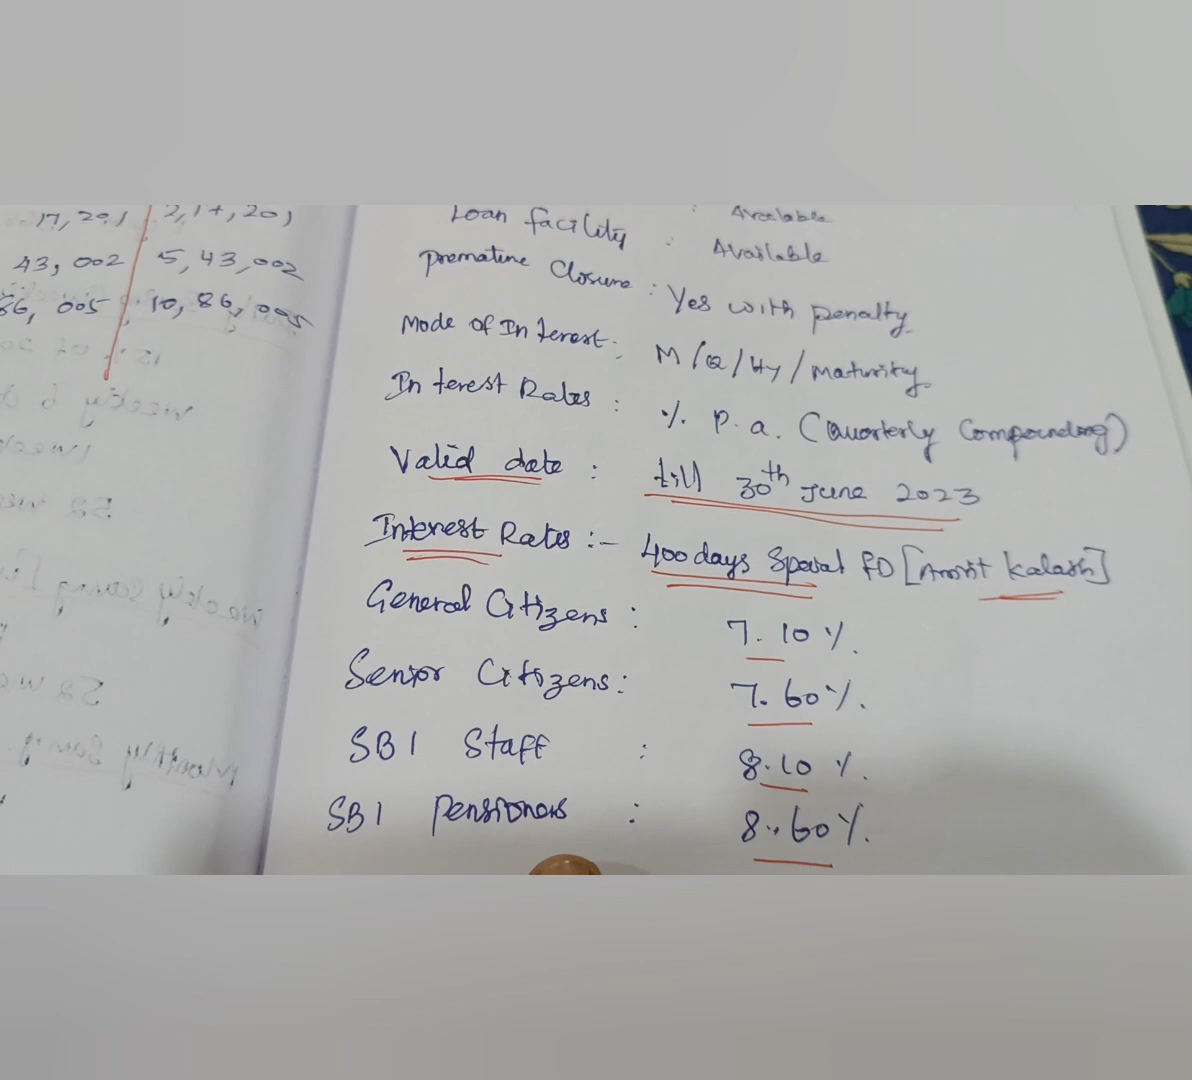 17,201 2,17,201
43,002 5,43,002
86,005 10,86,005
: Available
Loan facility : Available
Premature Closure : Yes with penalty
Mode of Interest : M/Q/Hy/Maturity
Interest Rates : % P.a. (Quarterly Compounding)
Valid date : till 30th June 2023
Interest Rates :- 400 days Special FD [Amrit Kalash]
General Citizens : 7.10%.
Senior Citizens : 7.60%.
SBI Staff : 8.10%.
SBI Pensioners : 8.60%.